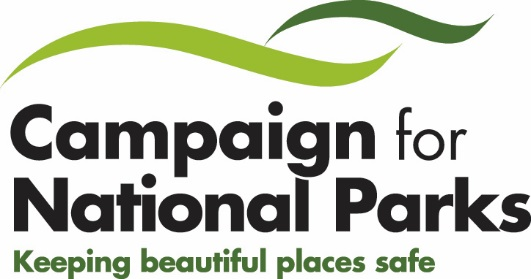 Campaign for
National Parks
Keeping beautiful places safe